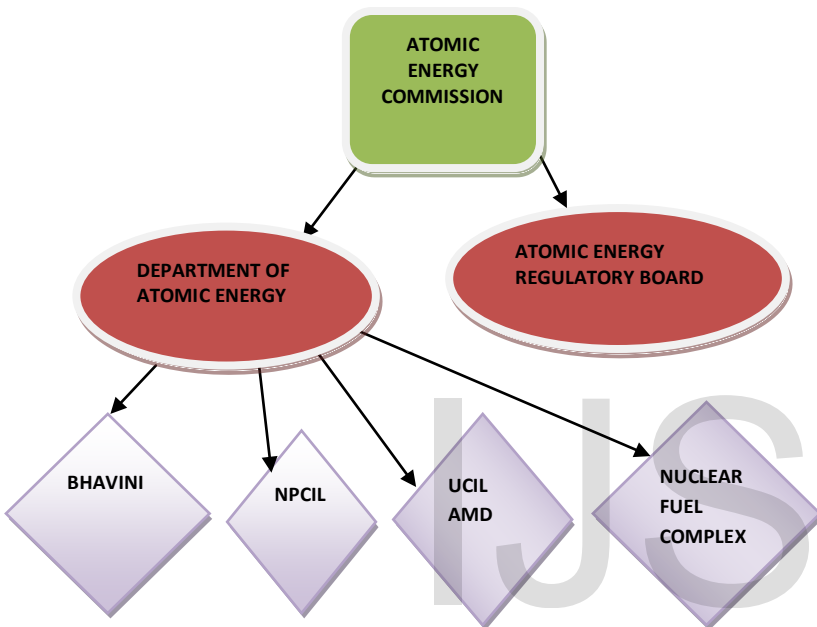 ATOMIC
ENERGY
COMMISSION
DEPARTMENT OF
ATOMIC ENERGY
ATOMIC ENERGY
REGULATORY BOARD
BHAVINI
NPCIL
UCIL
AMD
NUCLEAR
FUEL
COMPLEX
IJS